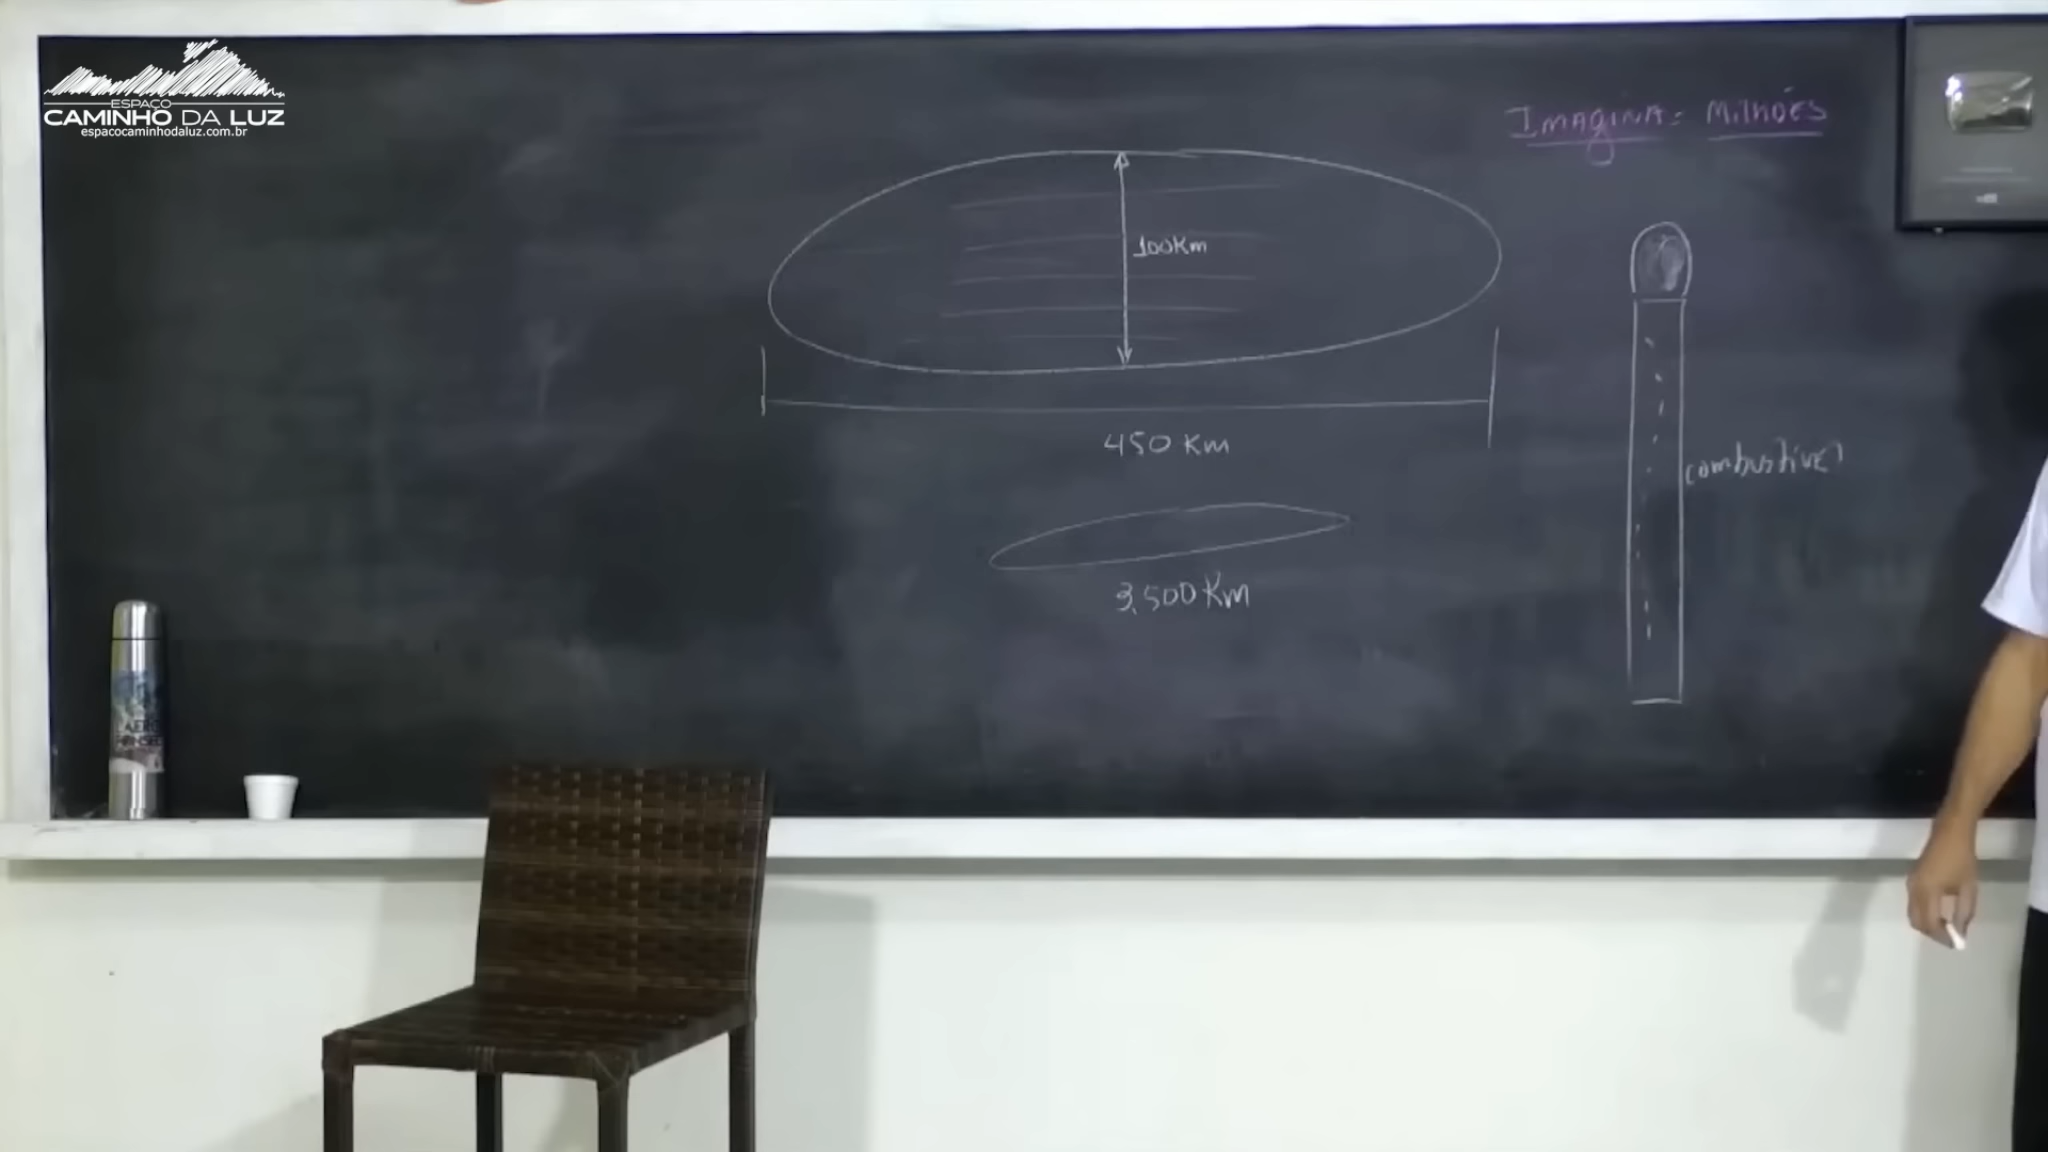 ESPAÇO
CAMINHO DA LUZ
espacocaminhodaluz.com.br
IMAGINA= MILHÕES
100Km
450 Km
3.500 Km
combustível